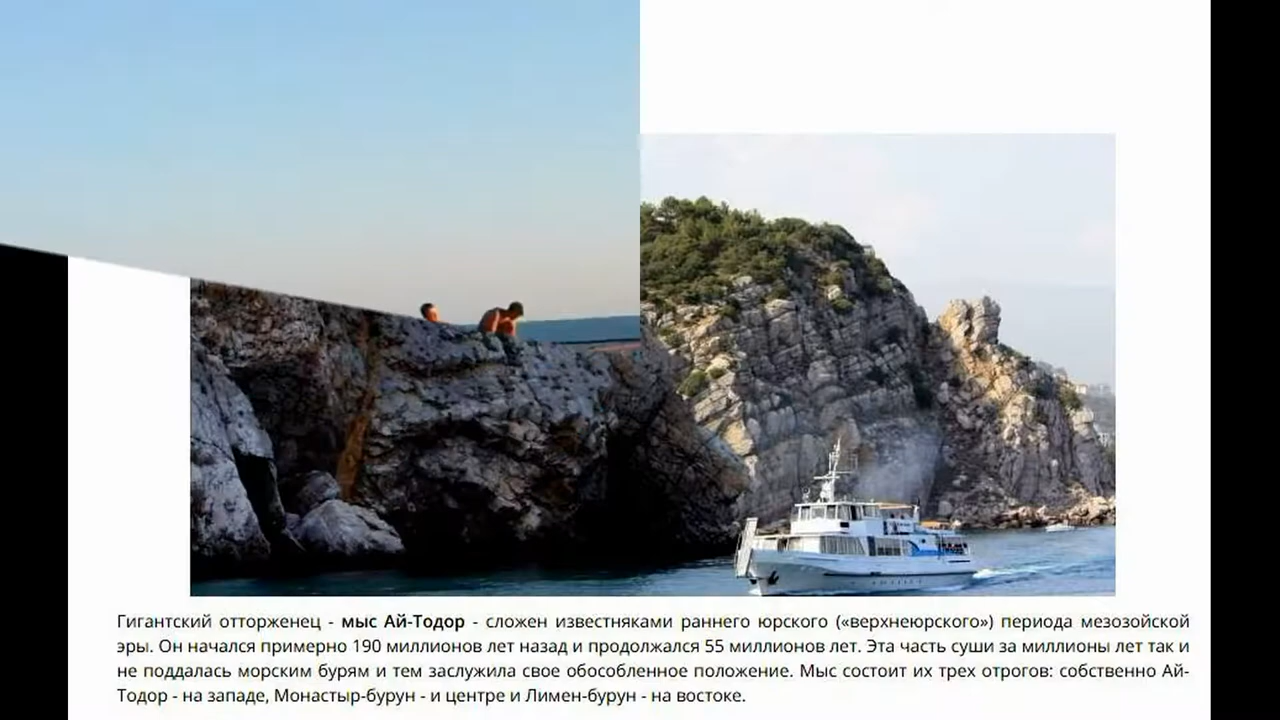 Гигантский отторженец - мыс Ай-Тодор - сложен известняками раннего юрского («верхнеюрского») периода мезозойской
эры. Он начался примерно 190 миллионов лет назад и продолжался 55 миллионов лет. Эта часть суши за миллионы лет так и
не поддалась морским бурям и тем заслужила свое обособленное положение. Мыс состоит их трех отрогов: собственно Ай-
Тодор - на западе, Монастыр-бурун - и центре и Лимен-бурун - на востоке.